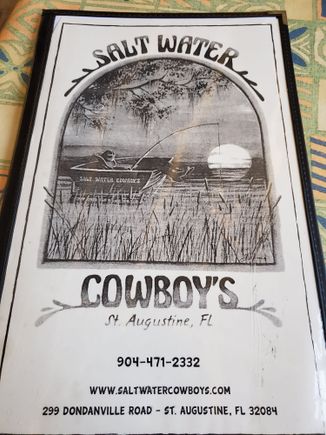 SALT WATER
SALT WATER COWBOY'S
COWBOY'S
St. Augustine, FL
904-471-2332
WWW.SALTWATERCOWBOYS.COM
299 DONDANVILLE ROAD - ST. AUGUSTINE, FL 32084